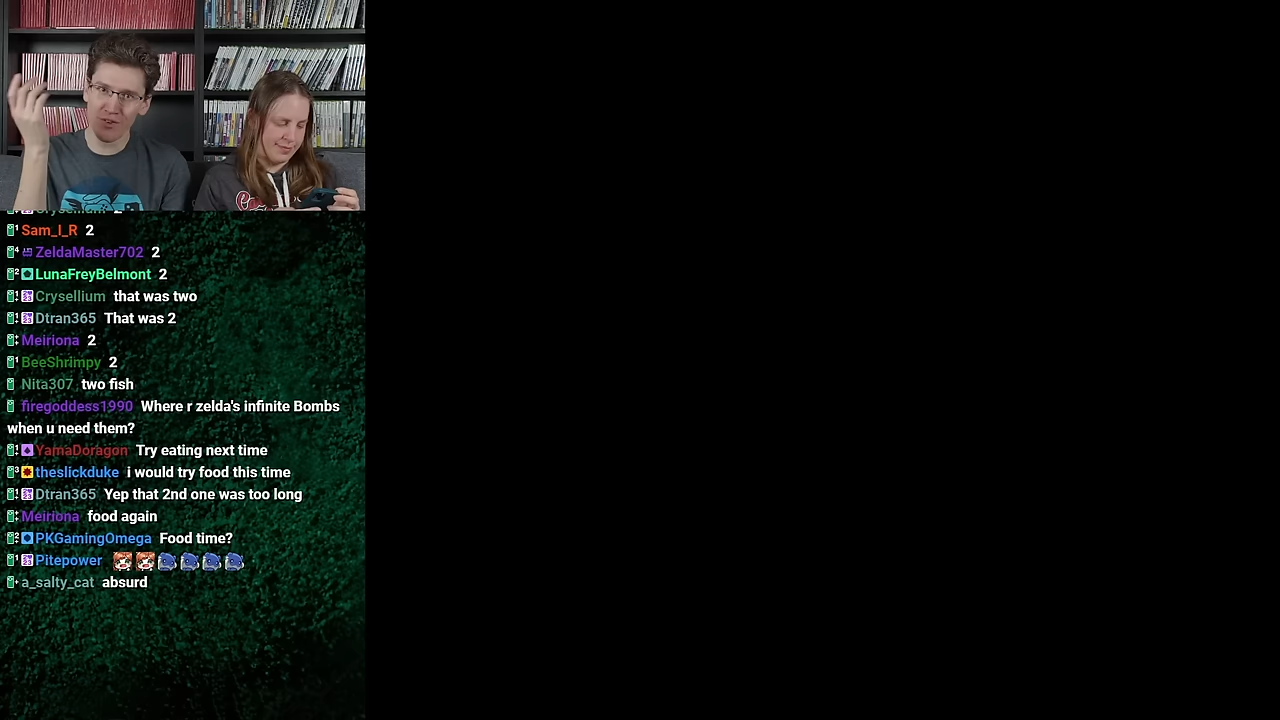 Crysellium 2
Sam_I_R 2
ZeldaMaster702 2
LunaFreyBelmont 2
Crysellium that was two
Dtran365 That was 2
Meiriona 2
BeeShrimpy 2
Nita307 two fish
firegoddess1990 Where r zelda's infinite Bombs
when u need them?
YamaDoragon Try eating next time
theslickduke i would try food this time
Dtran365 Yep that 2nd one was too long
Meiriona food again
PKGamingOmega Food time?
Pitepower
a_salty_cat absurd